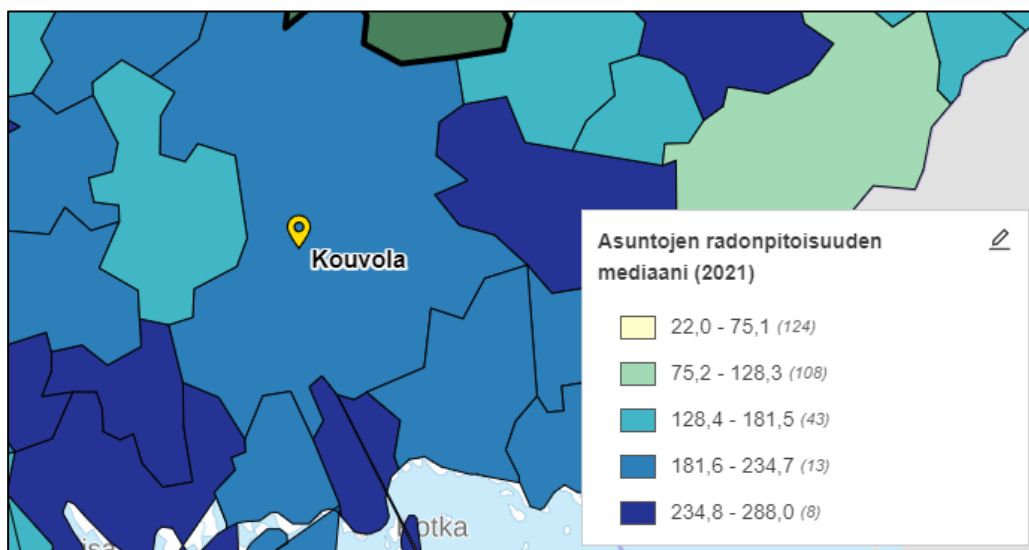 Kouvola
Asuntojen radonpitoisuuden
mediaani (2021)
22,0 - 75,1 (124)
75,2 - 128,3 (108)
128,4 - 181,5 (43)
181,6 - 234,7 (13)
234,8 - 288,0 (8)
Kotka